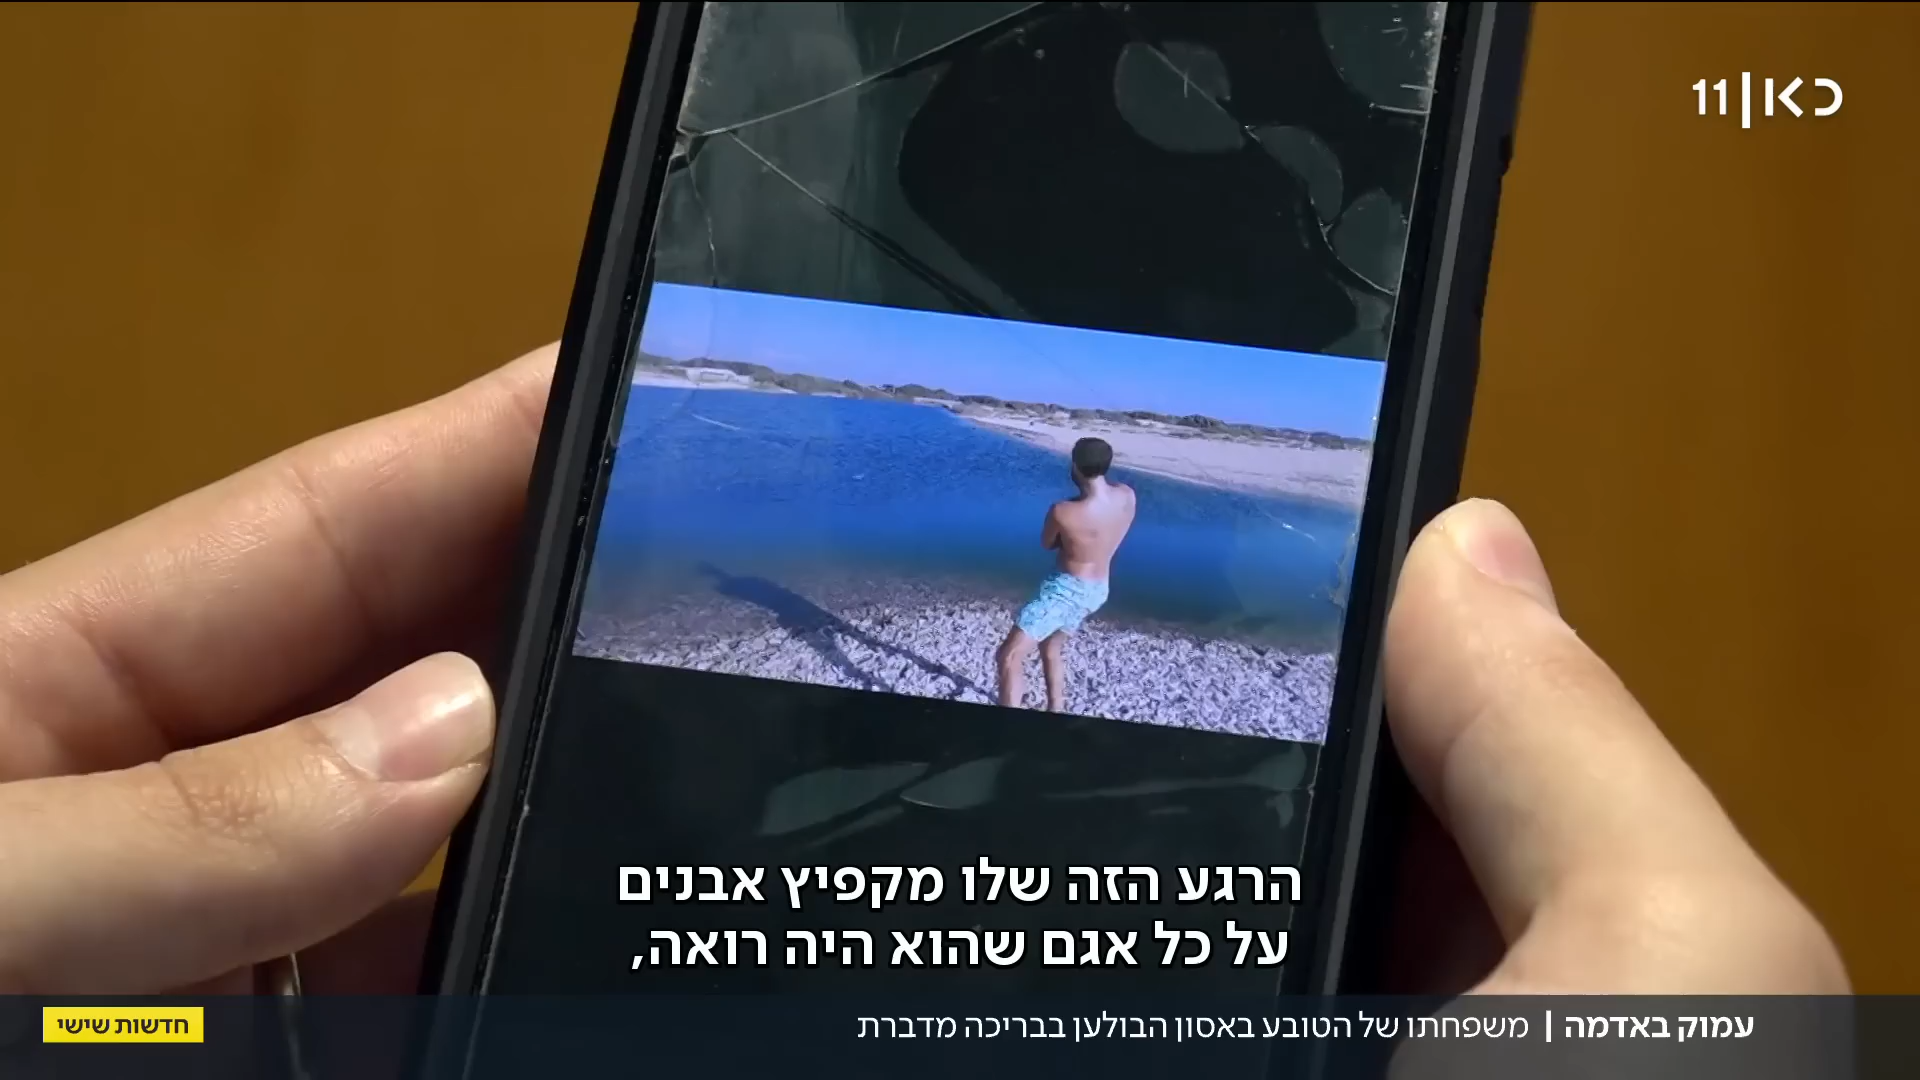 כאן 11
הרגע הזה שלו מקפיץ אבנים
על כל אגם שהוא היה רואה,
עמוק באדמה | משפחתו של הטובע באסון הבולען בבריכה מדברת
חדשות שישי